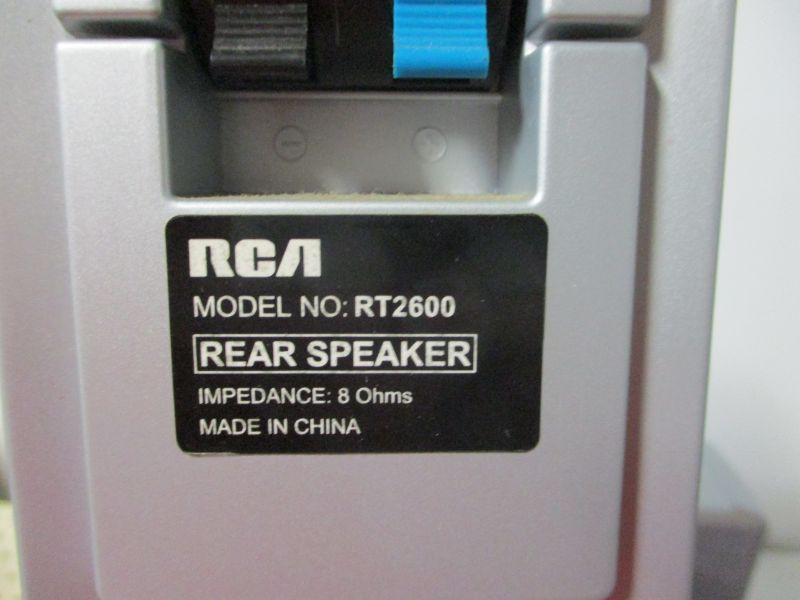 RCA
MODEL NO: RT2600
REAR SPEAKER
IMPEDANCE: 8 Ohms
MADE IN CHINA